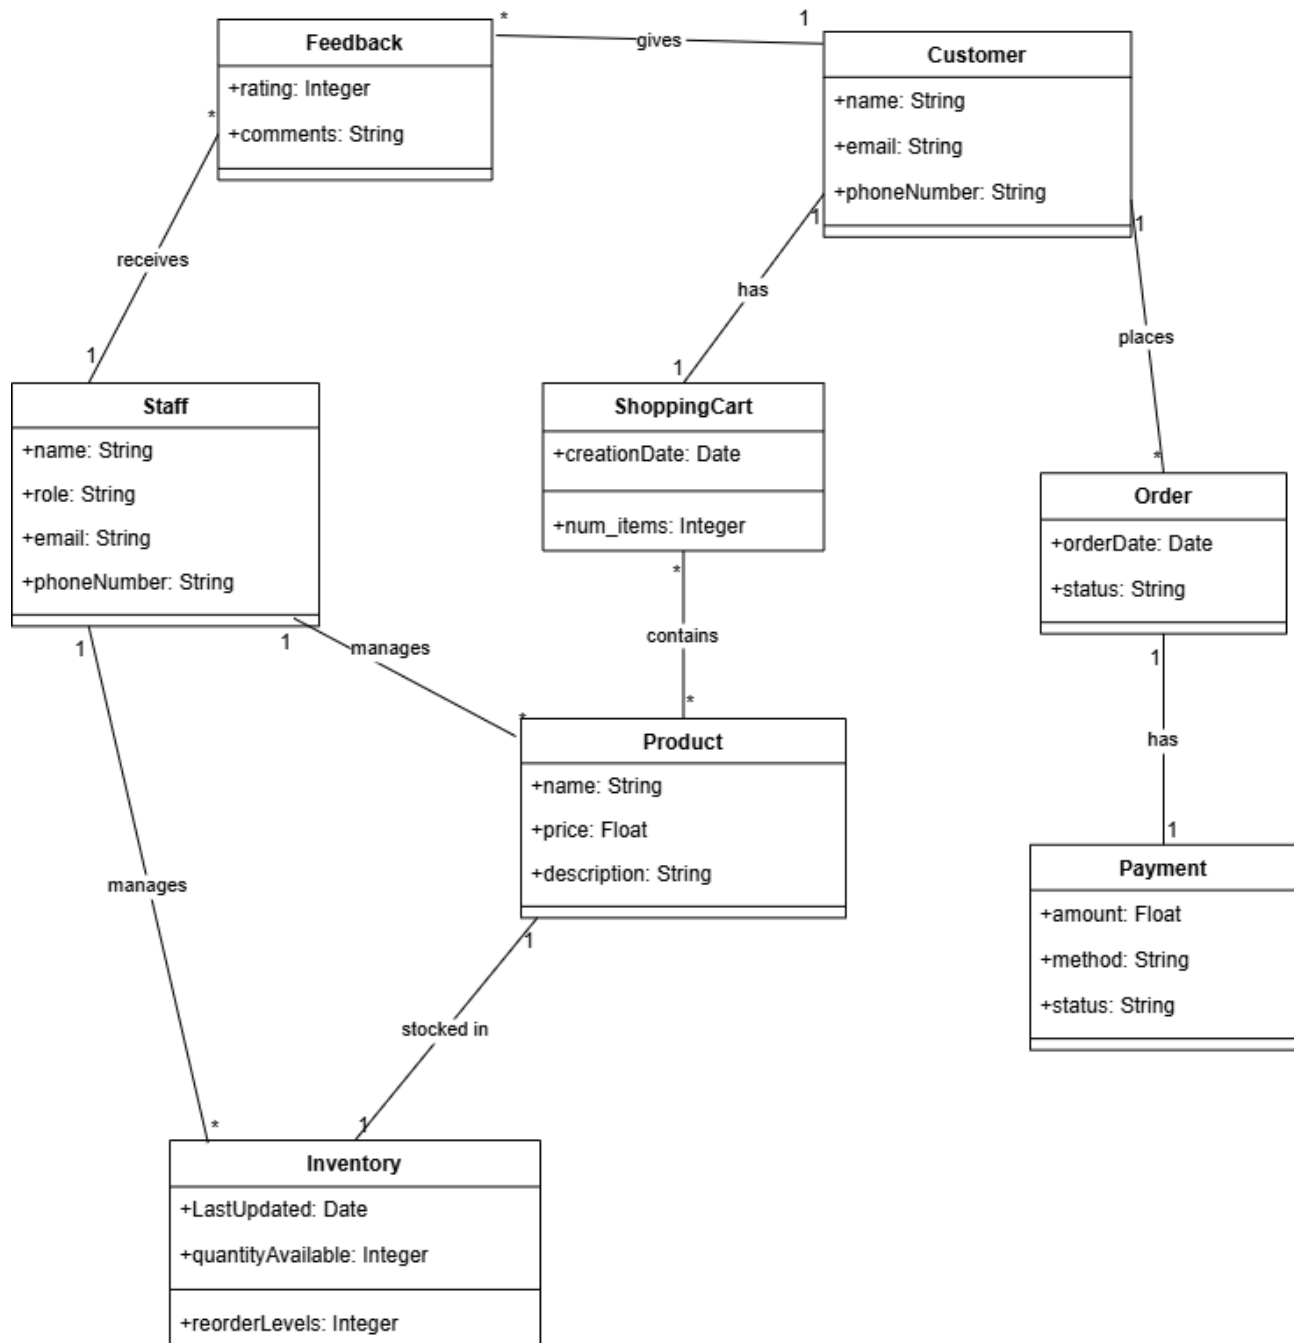 *
1
Feedback
gives
Customer
+rating: Integer
+name: String
*
+comments: String
+email: String
+phoneNumber: String
1
1
receives
has
places
1
1
Staff
ShoppingCart
+name: String
+creationDate: Date
*
+role: String
Order
+num_items: Integer
+email: String
+orderDate: Date
*
+phoneNumber: String
+status: String
1
1
manages
contains
1
*
*
Product
has
+name: String
+price: Float
1
+description: String
Payment
manages
+amount: Float
1
+method: String
+status: String
stocked in
*
1
Inventory
+LastUpdated: Date
+quantityAvailable: Integer
+reorderLevels: Integer